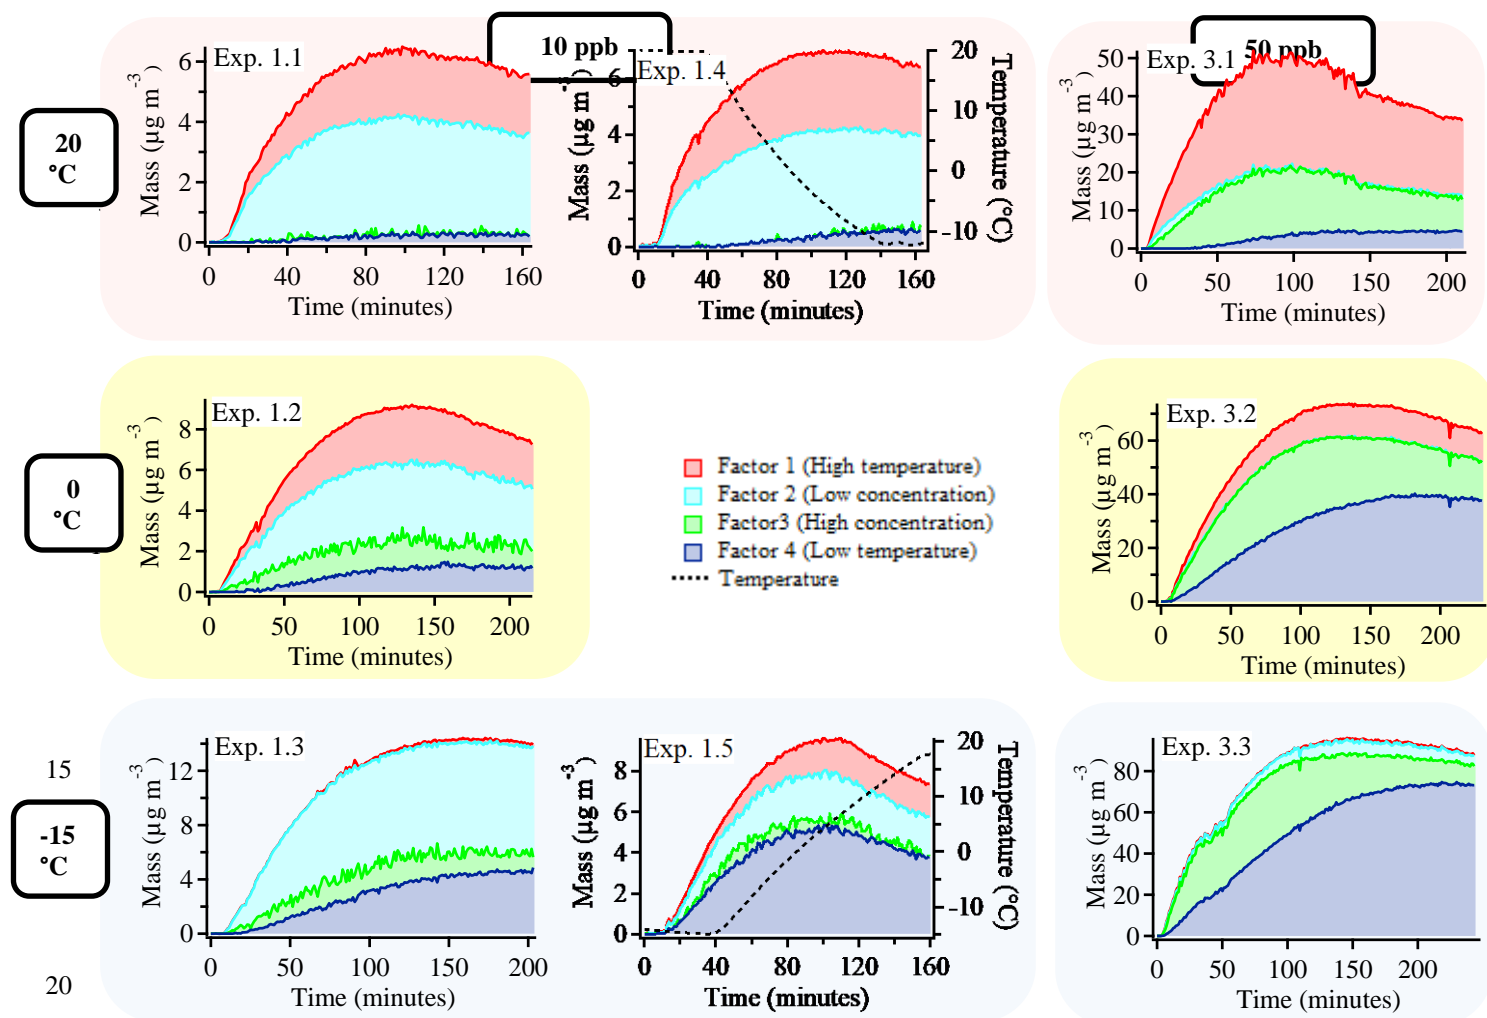 10 ppb
50 ppb
20
°C
Exp. 1.1
6
4
2
0
Mass (µg m-3)
0 40 80 120 160
Time (minutes)
Exp. 1.4
6
4
2
0
Mass (µg m-3)
20
10
0
-10
Temperature (°C)
0 40 80 120 160
Time (minutes)
Exp. 3.1
50
40
30
20
10
0
Mass (µg m-3)
0 50 100 150 200
Time (minutes)
0
°C
Exp. 1.2
8
6
4
2
0
Mass (µg m-3)
0 50 100 150 200
Time (minutes)
Factor 1 (High temperature)
Factor 2 (Low concentration)
Factor3 (High concentration)
Factor 4 (Low temperature)
Temperature
Exp. 3.2
60
40
20
0
Mass (µg m-3)
0 50 100 150 200
Time (minutes)
15
-15
°C
20
Exp. 1.3
12
8
4
0
Mass (µg m-3)
0 50 100 150 200
Time (minutes)
Exp. 1.5
8
6
4
2
0
Mass (µg m-3)
20
10
0
-10
Temperature (°C)
0 40 80 120 160
Time (minutes)
Exp. 3.3
80
60
40
20
0
Mass (µg m-3)
0 50 100 150 200
Time (minutes)